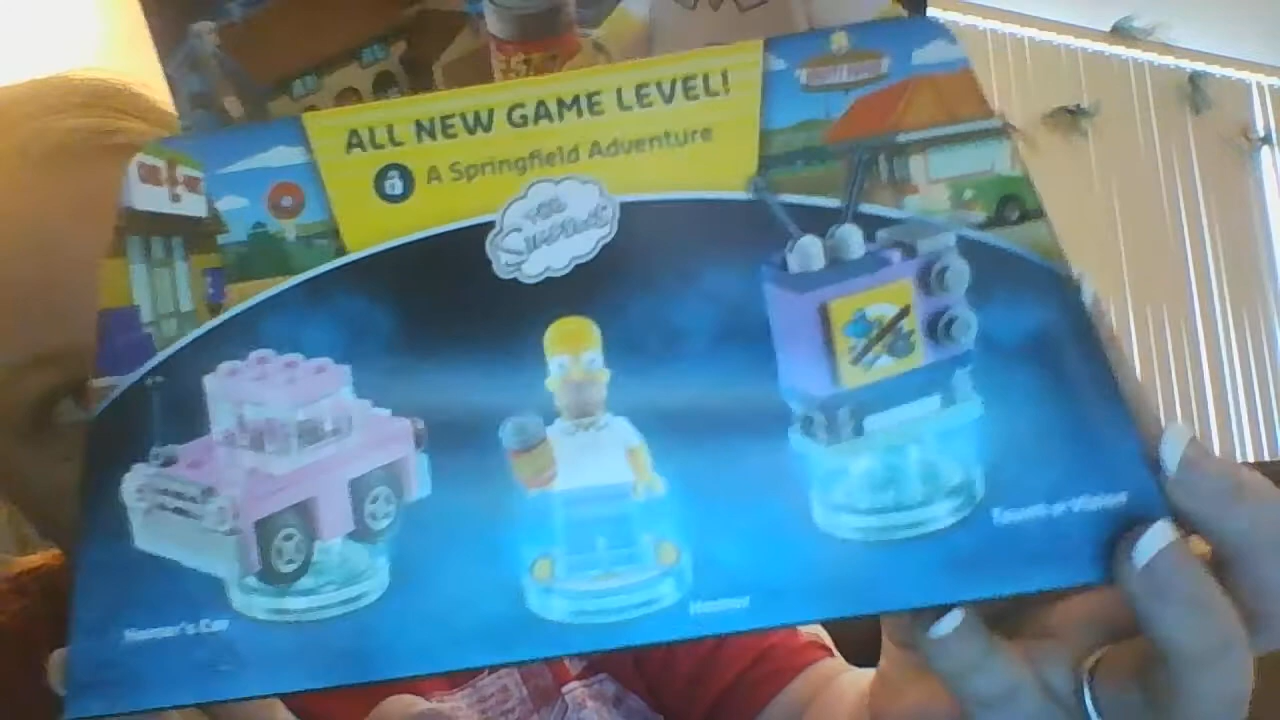 ALL NEW GAME LEVEL!
A Springfield Adventure
THE
SIMPSONS
Homer's Car
Homer
Taunt-o-Vision